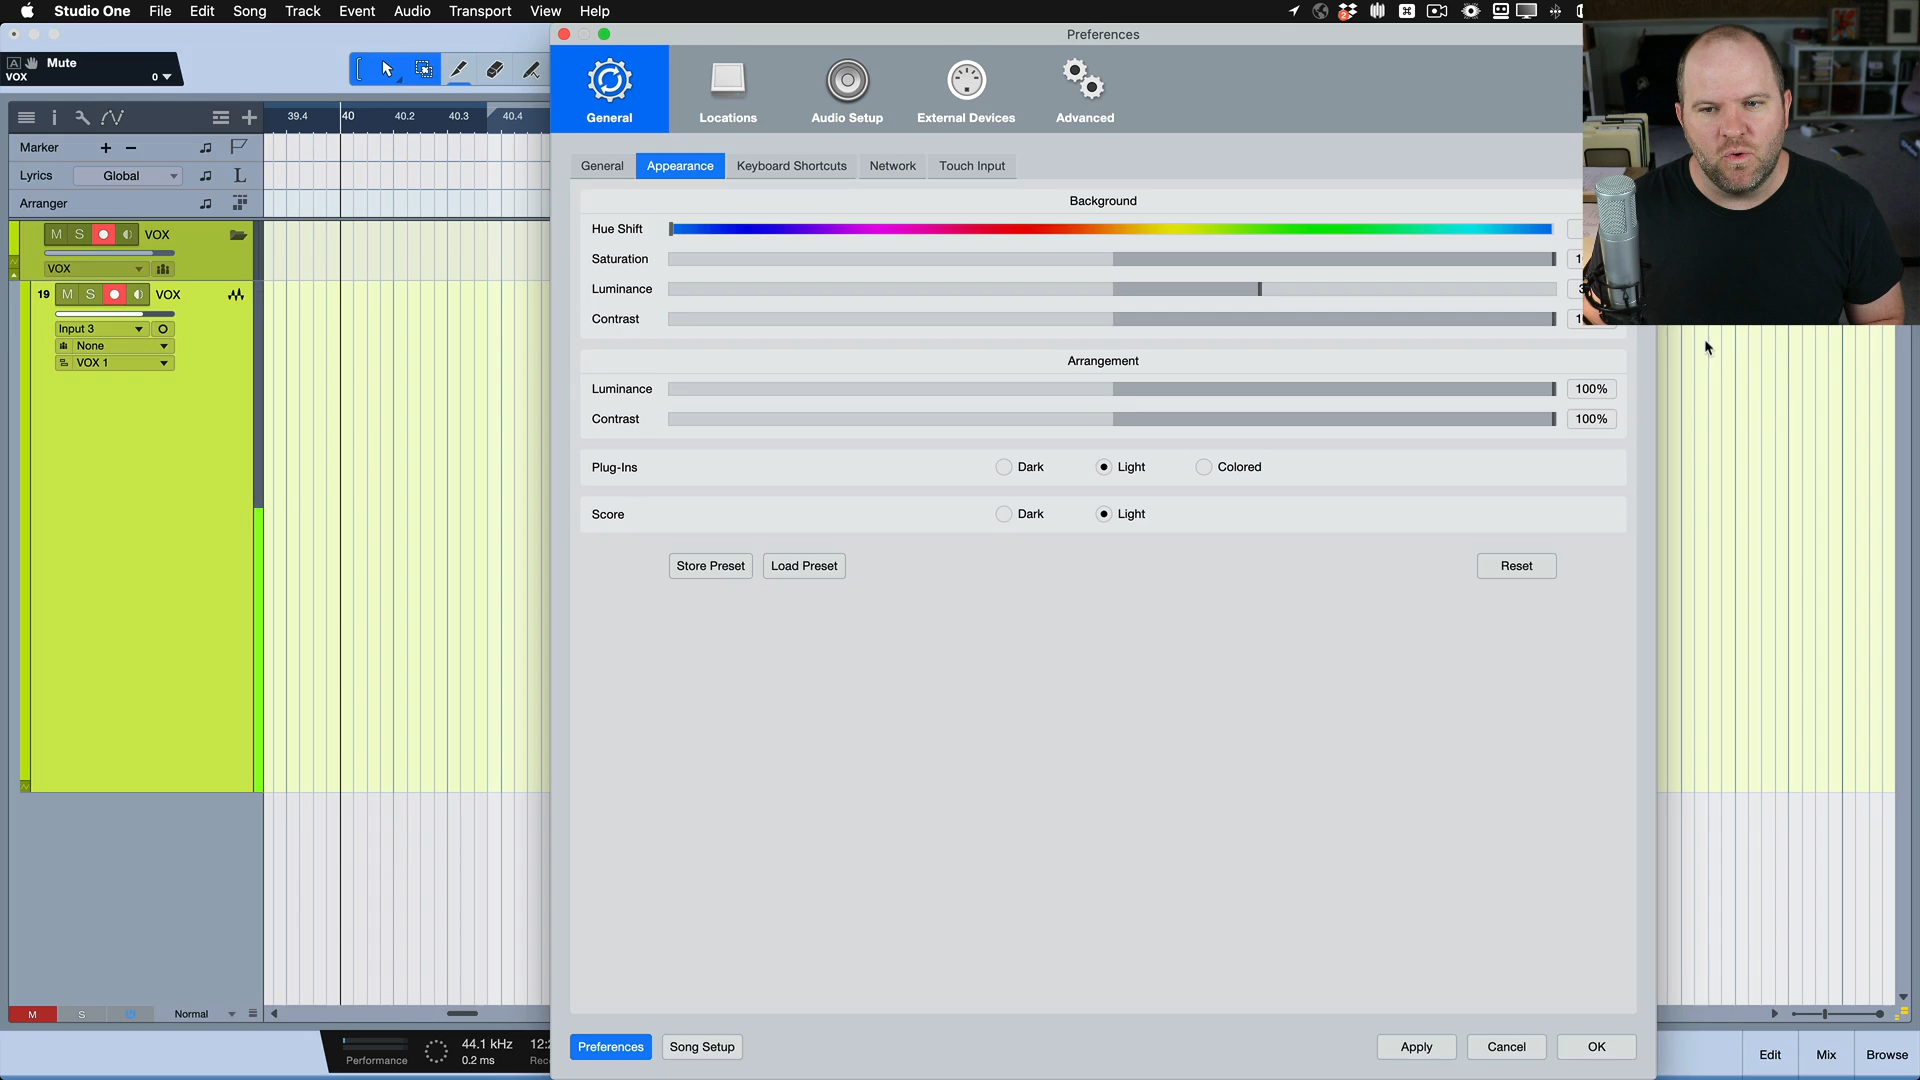 Studio One File Edit Song Track Event Audio Transport View Help
Preferences
A Mute
VOX 0
General Locations Audio Setup External Devices Advanced
39.4 40 40.2 40.3 40.4
Marker
Lyrics Global L
Arranger
M S VOX
VOX
19 M S VOX
Input 3
None
VOX 1
General Appearance Keyboard Shortcuts Network Touch Input
Background
Hue Shift
Saturation
Luminance
Contrast
Arrangement
Luminance 100%
Contrast 100%
Plug-Ins Dark Light Colored
Score Dark Light
Store Preset Load Preset Reset
M S Normal
Performance 44.1 kHz
0.2 ms
Preferences Song Setup Apply Cancel OK
Edit Mix Browse